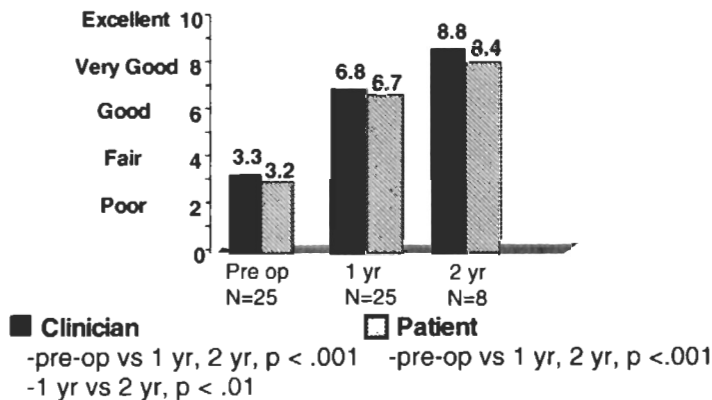 Excellent 10
Very Good 8
Good 6
Fair 4
Poor 2
0
3.3 3.2
6.8 6.7
8.8 8.4
Pre op 1 yr 2 yr
N=25 N=25 N=8
Clinician Patient
-pre-op vs 1 yr, 2 yr, p < .001 -pre-op vs 1 yr, 2 yr, p <.001
-1 yr vs 2 yr, p < .01